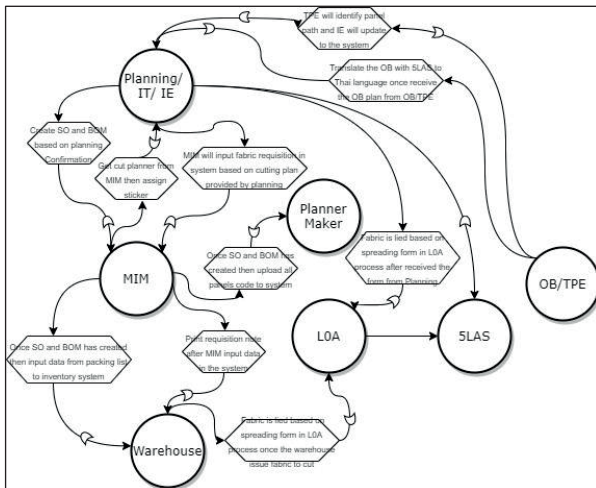 TPE will identify panel
path and IE will update
to the system
Translate the OB with 5LAS to
Thai language once receive
the OB plan from OB/TPE
Planning/
IT/ IE
Create SO and BOM
based on planning
Confirmation
Get cut planner from
MIM then assign
sticker
MIM will input fabric requisition in
system based on cutting plan
provided by planning
Planner
Maker
Fabric is lied based on
spreading form in L0A
process after received the
form from Planning
Once SO and BOM has
created then upload all
panels code to system
MIM
OB/TPE
L0A
5LAS
Once SO and BOM has created
then input data from packing list
to inventory system
Print requisition note
after MIM input data
in the system
Warehouse
Fabric is lied based on
spreading form in L0A
process once the warehouse
issue fabric to cut